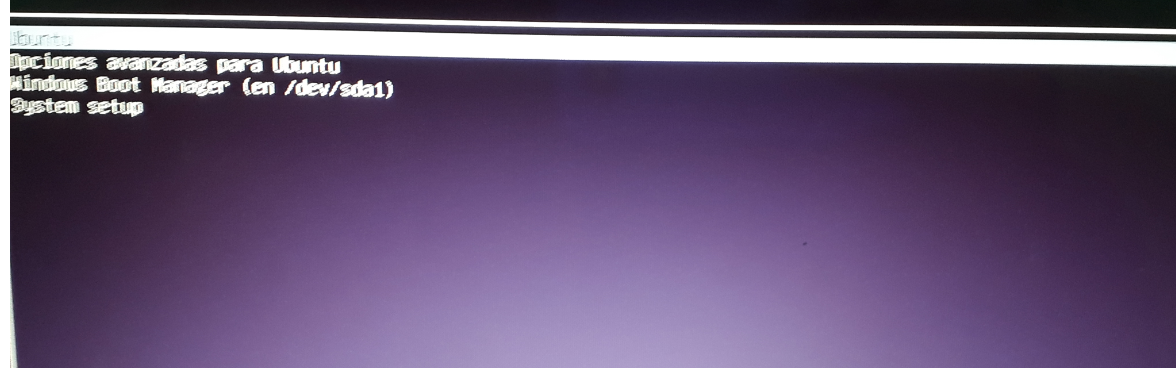 Ubuntu
Opciones avanzadas para Ubuntu
Windows Boot Manager (en /dev/sda1)
System setup